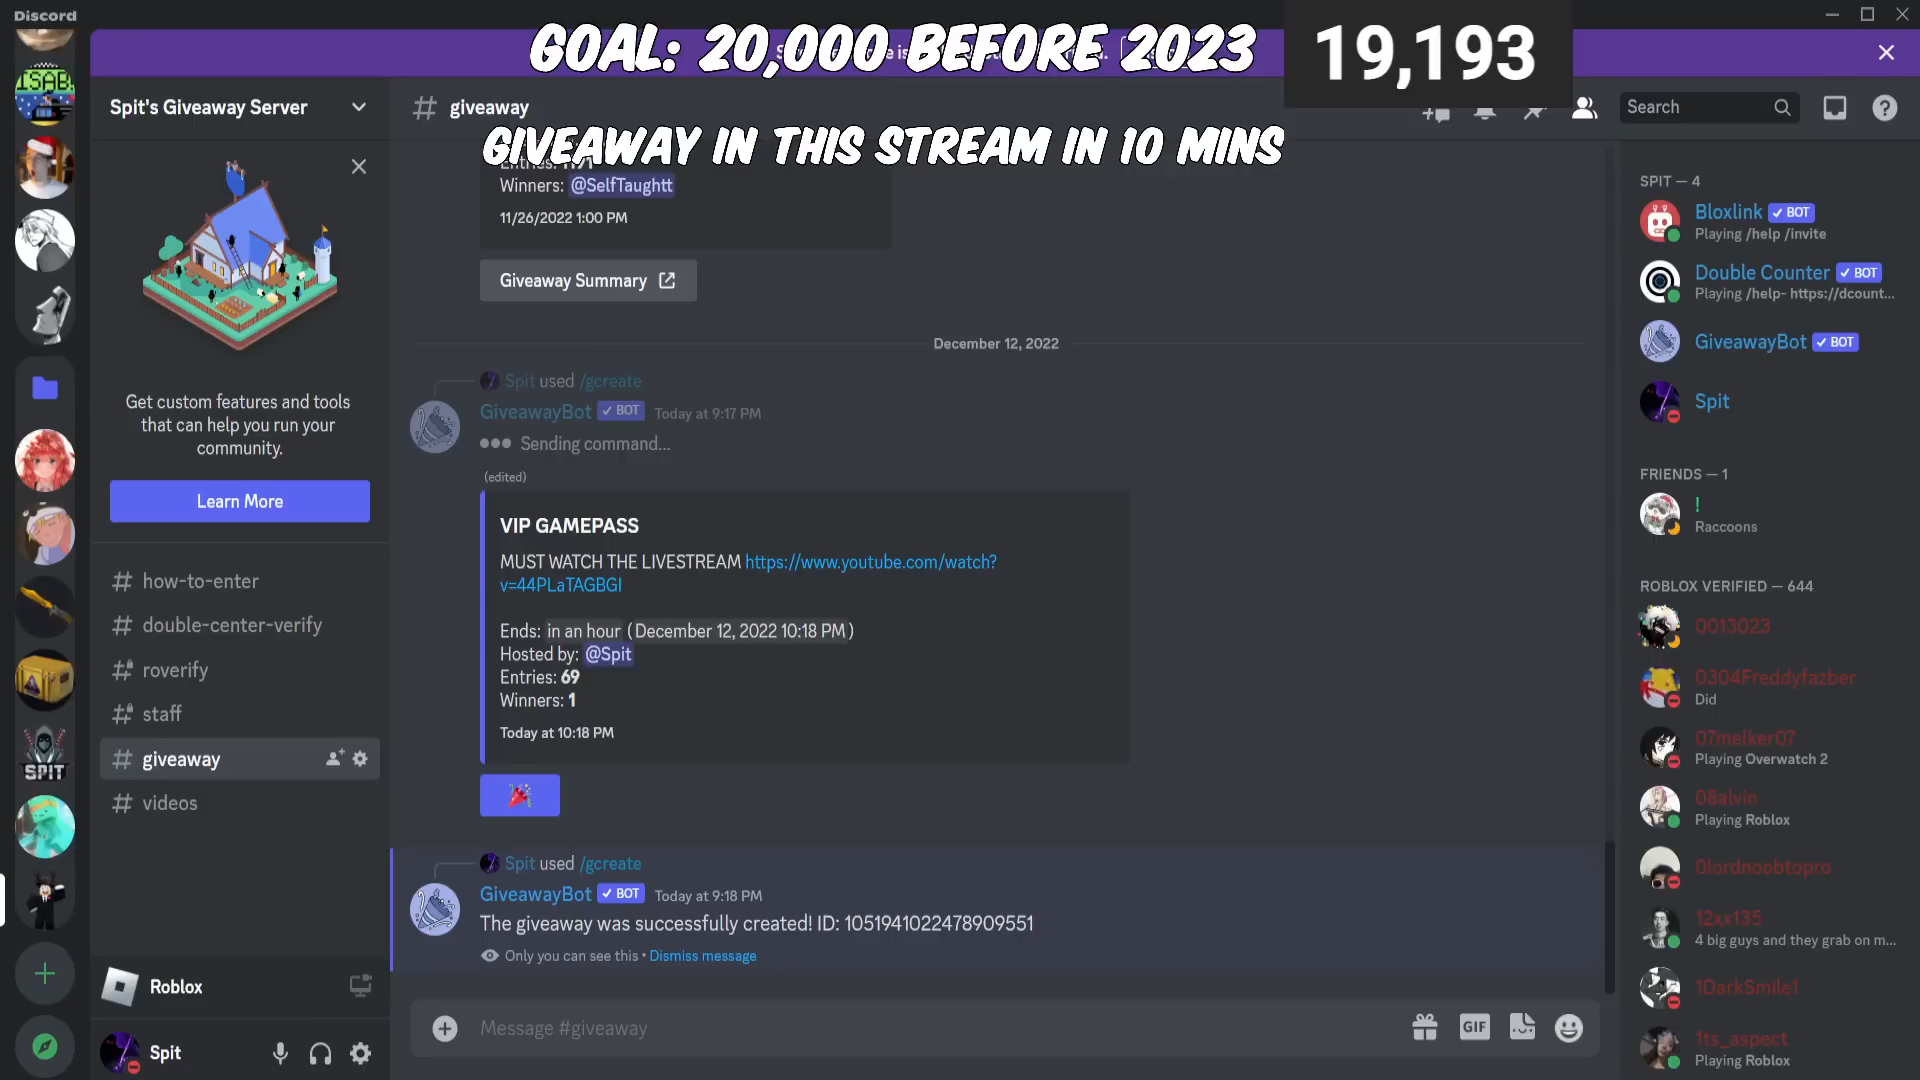 Discord
GOAL: 20,000 BEFORE 2023
19,193
Spit's Giveaway Server
giveaway
Search
GIVEAWAY IN THIS STREAM IN 10 MINS
Winners: @SelfTaughtt
11/26/2022 1:00 PM
Giveaway Summary
December 12, 2022
Spit used /gcreate
GiveawayBot BOT Today at 9:17 PM
Sending command...
(edited)
VIP GAMEPASS
MUST WATCH THE LIVESTREAM https://www.youtube.com/watch?
v=44PLaTAGBGI
Ends: in an hour (December 12, 2022 10:18 PM)
Hosted by: @Spit
Entries: 69
Winners: 1
Today at 10:18 PM
Spit used /gcreate
GiveawayBot BOT Today at 9:18 PM
The giveaway was successfully created! ID: 1051941022478909551
Only you can see this • Dismiss message
Message #giveaway
GIF
Get custom features and tools
that can help you run your
community.
Learn More
how-to-enter
double-center-verify
roverify
staff
giveaway
videos
Roblox
Spit
ISAB
SPIT
SPIT — 4
Bloxlink BOT
Playing /help /invite
Double Counter BOT
Playing /help- https://dcount...
GiveawayBot BOT
Spit
FRIENDS — 1
!
Raccoons
ROBLOX VERIFIED — 644
0013023
0304Freddyfazber
Did
07melker07
Playing Overwatch 2
08alvin
Playing Roblox
0lordnoobtopro
12xx135
4 big guys and they grab on m...
1DarkSmile1
1ts_aspect
Playing Roblox